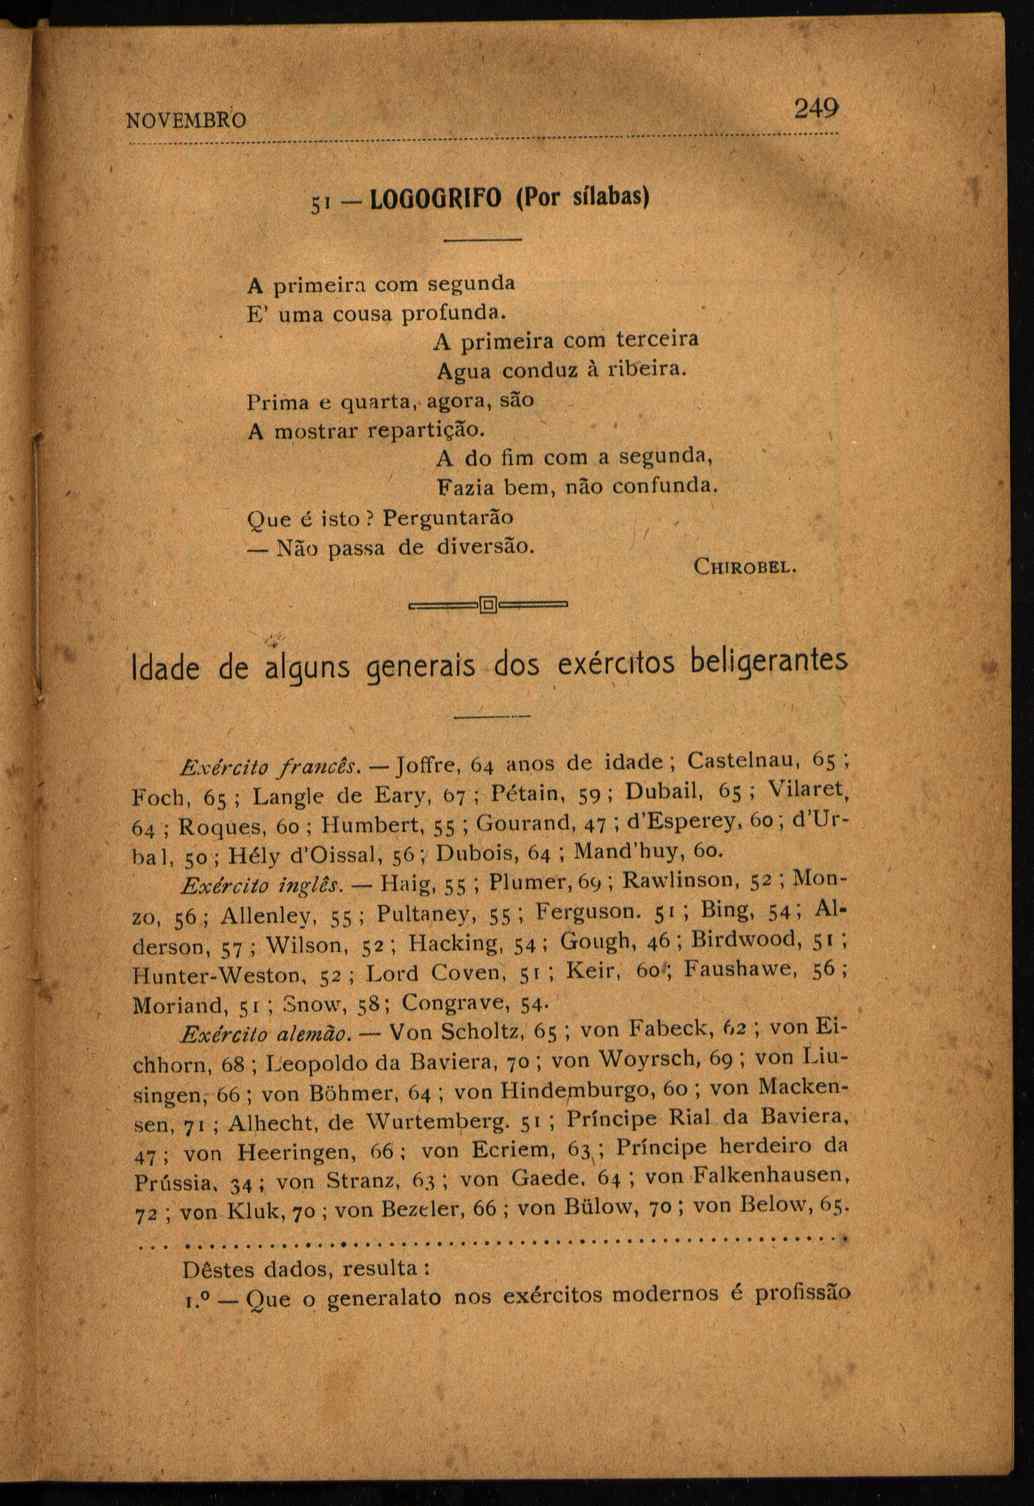 NOVEMBRO
249
51 — LOGOGRIFO (Por sílabas)
A primeira com segunda
E' uma cousa profunda.
A primeira com terceira
Agua conduz à ribeira.
Prima e quarta, agora, são
A mostrar repartição.
A do fim com a segunda,
Fazia bem, não confunda.
Que é isto? Perguntarão
— Não passa de diversão.
CHIROBEL.
Idade de alguns generais dos exércitos beligerantes
Exército francês. — Joffre, 64 anos de idade; Castelnau, 65;
Foch, 65; Langle de Eary, 67; Pétain, 59; Dubail, 65; Vilaret,
64; Roques, 60; Humbert, 55; Gourand, 47; d'Esperey, 60; d'Ur-
bal, 50; Hély d'Oissal, 56; Dubois, 64; Mand'huy, 60.
Exército inglês. — Haig, 55; Plumer, 69; Rawlinson, 52; Mon-
zo, 56; Allenley, 55; Pultaney, 55; Ferguson. 51; Bing, 54; Al-
derson, 57; Wilson, 52; Hacking, 54; Gough, 46; Birdwood, 51;
Hunter-Weston, 52; Lord Coven, 51; Keir, 60; Faushawe, 56;
Moriand, 51; Snow, 58; Congrave, 54.
Exército alemão. — Von Scholtz, 65; von Fabeck, 62; von Ei-
chhorn, 68; Leopoldo da Baviera, 70; von Woyrsch, 69; von Liu-
singen, 66; von Böhmer, 64; von Hindemburgo, 60; von Macken-
sen, 71; Alhecht, de Wurtemberg. 51; Príncipe Rial da Baviera,
47; von Heeringen, 66; von Ecriem, 63; Príncipe herdeiro da
Prússia, 34; von Stranz, 63; von Gaede, 64; von Falkenhausen,
72; von Kluk, 70; von Bezeler, 66; von Bülow, 70; von Below, 65.
Dêstes dados, resulta:
1.º — Que o generalato nos exércitos modernos é profissão